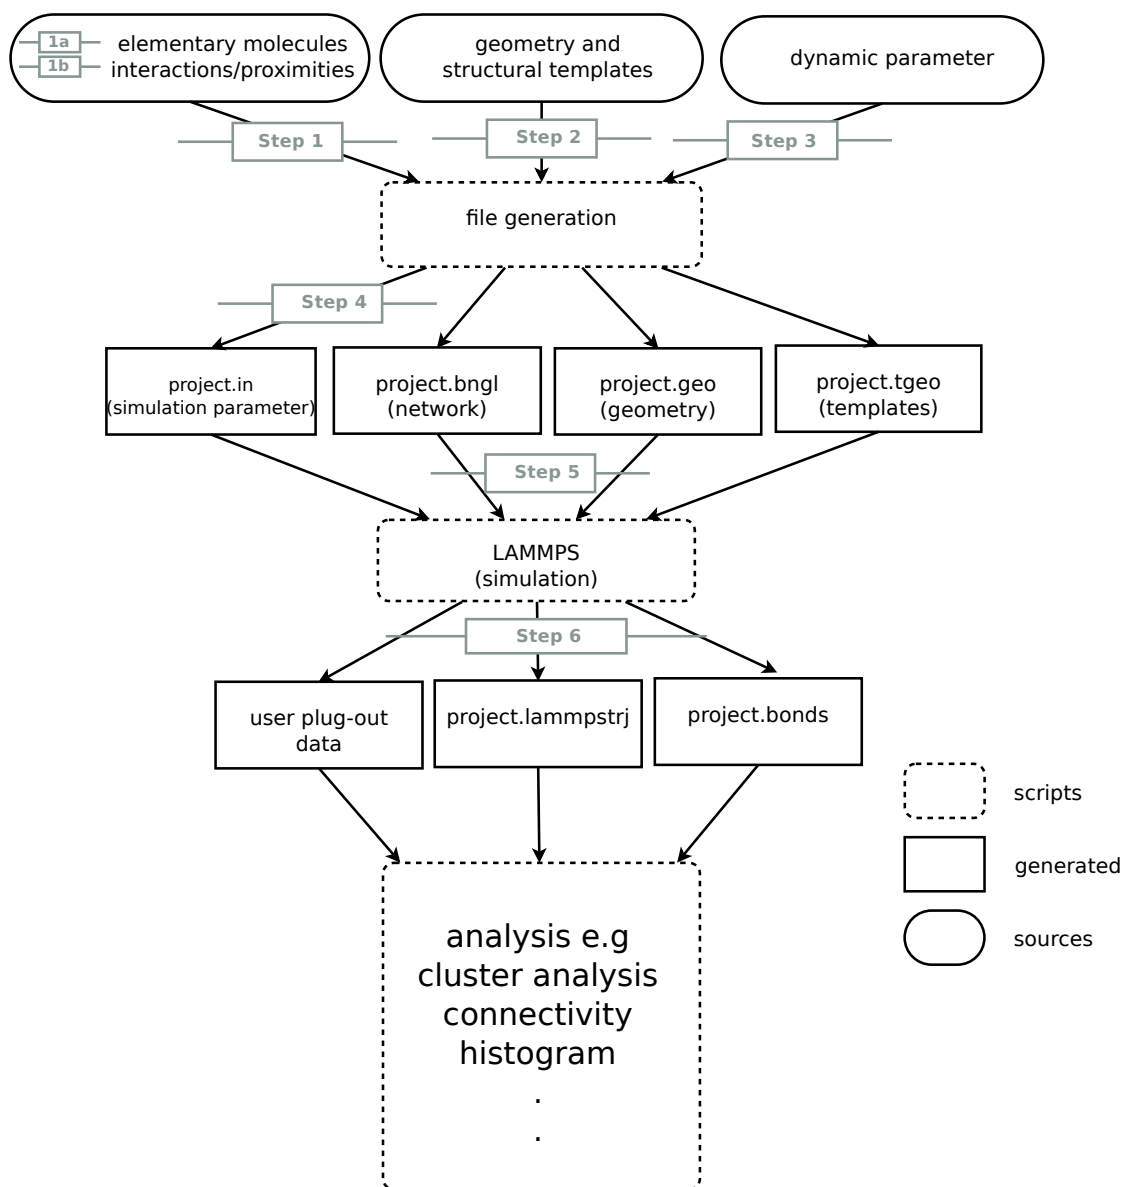 1a elementary molecules
1b interactions/proximities
geometry and
structural templates
dynamic parameter
Step 1
Step 2
Step 3
file generation
Step 4
project.in
(simulation parameter)
project.bngl
(network)
project.geo
(geometry)
project.tgeo
(templates)
Step 5
LAMMPS
(simulation)
Step 6
user plug-out
data
project.lammpstrj
project.bonds
scripts
generated
sources
analysis e.g
cluster analysis
connectivity
histogram
.
.